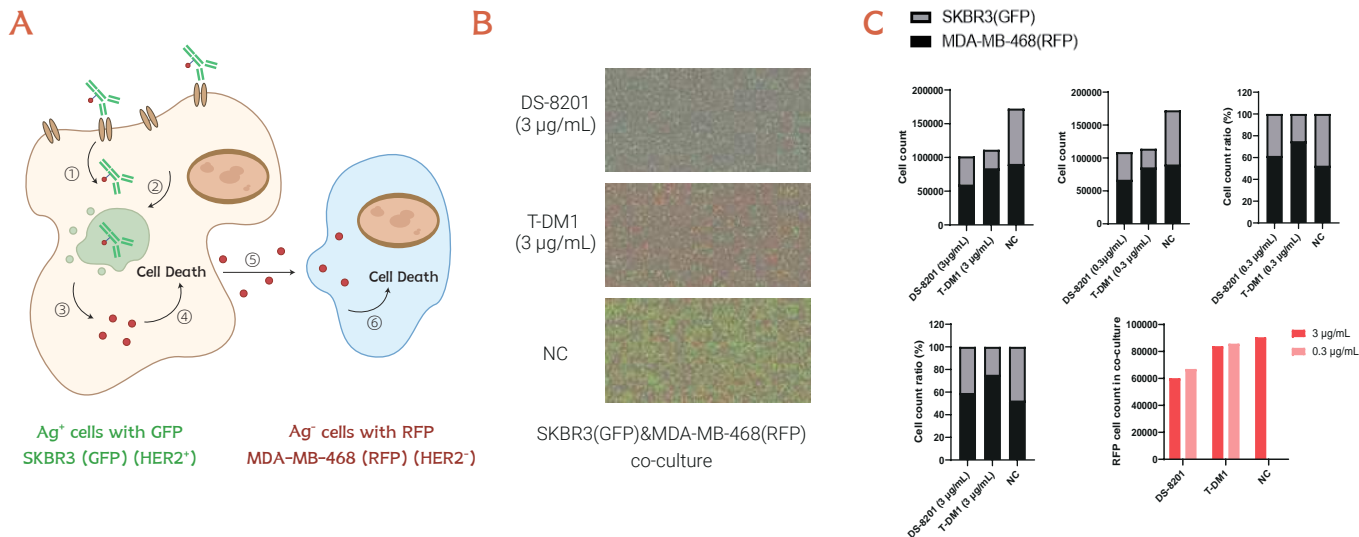 A
①
②
Cell Death
③
④
⑤
Cell Death
⑥
Ag⁺ cells with GFP
SKBR3 (GFP) (HER2⁺)
Ag⁻ cells with RFP
MDA-MB-468 (RFP) (HER2⁻)
B
DS-8201
(3 µg/mL)
T-DM1
(3 µg/mL)
NC
SKBR3(GFP)&MDA-MB-468(RFP)
co-culture
C
SKBR3(GFP)
MDA-MB-468(RFP)
Cell count
200000
150000
100000
50000
0
DS-8201 (3µg/mL)
T-DM1 (3 µg/mL)
NC
Cell count
200000
150000
100000
50000
0
DS-8201 (0.3µg/mL)
T-DM1 (0.3 µg/mL)
NC
Cell count ratio (%)
120
100
80
60
40
20
0
DS-8201 (0.3 µg/mL)
T-DM1 (0.3 µg/mL)
NC
Cell count ratio (%)
120
100
80
60
40
20
0
DS-8201 (3 µg/mL)
T-DM1 (3 µg/mL)
NC
RFP cell count in co-culture
100000
80000
60000
40000
20000
0
DS-8201
T-DM1
NC
3 µg/mL
0.3 µg/mL